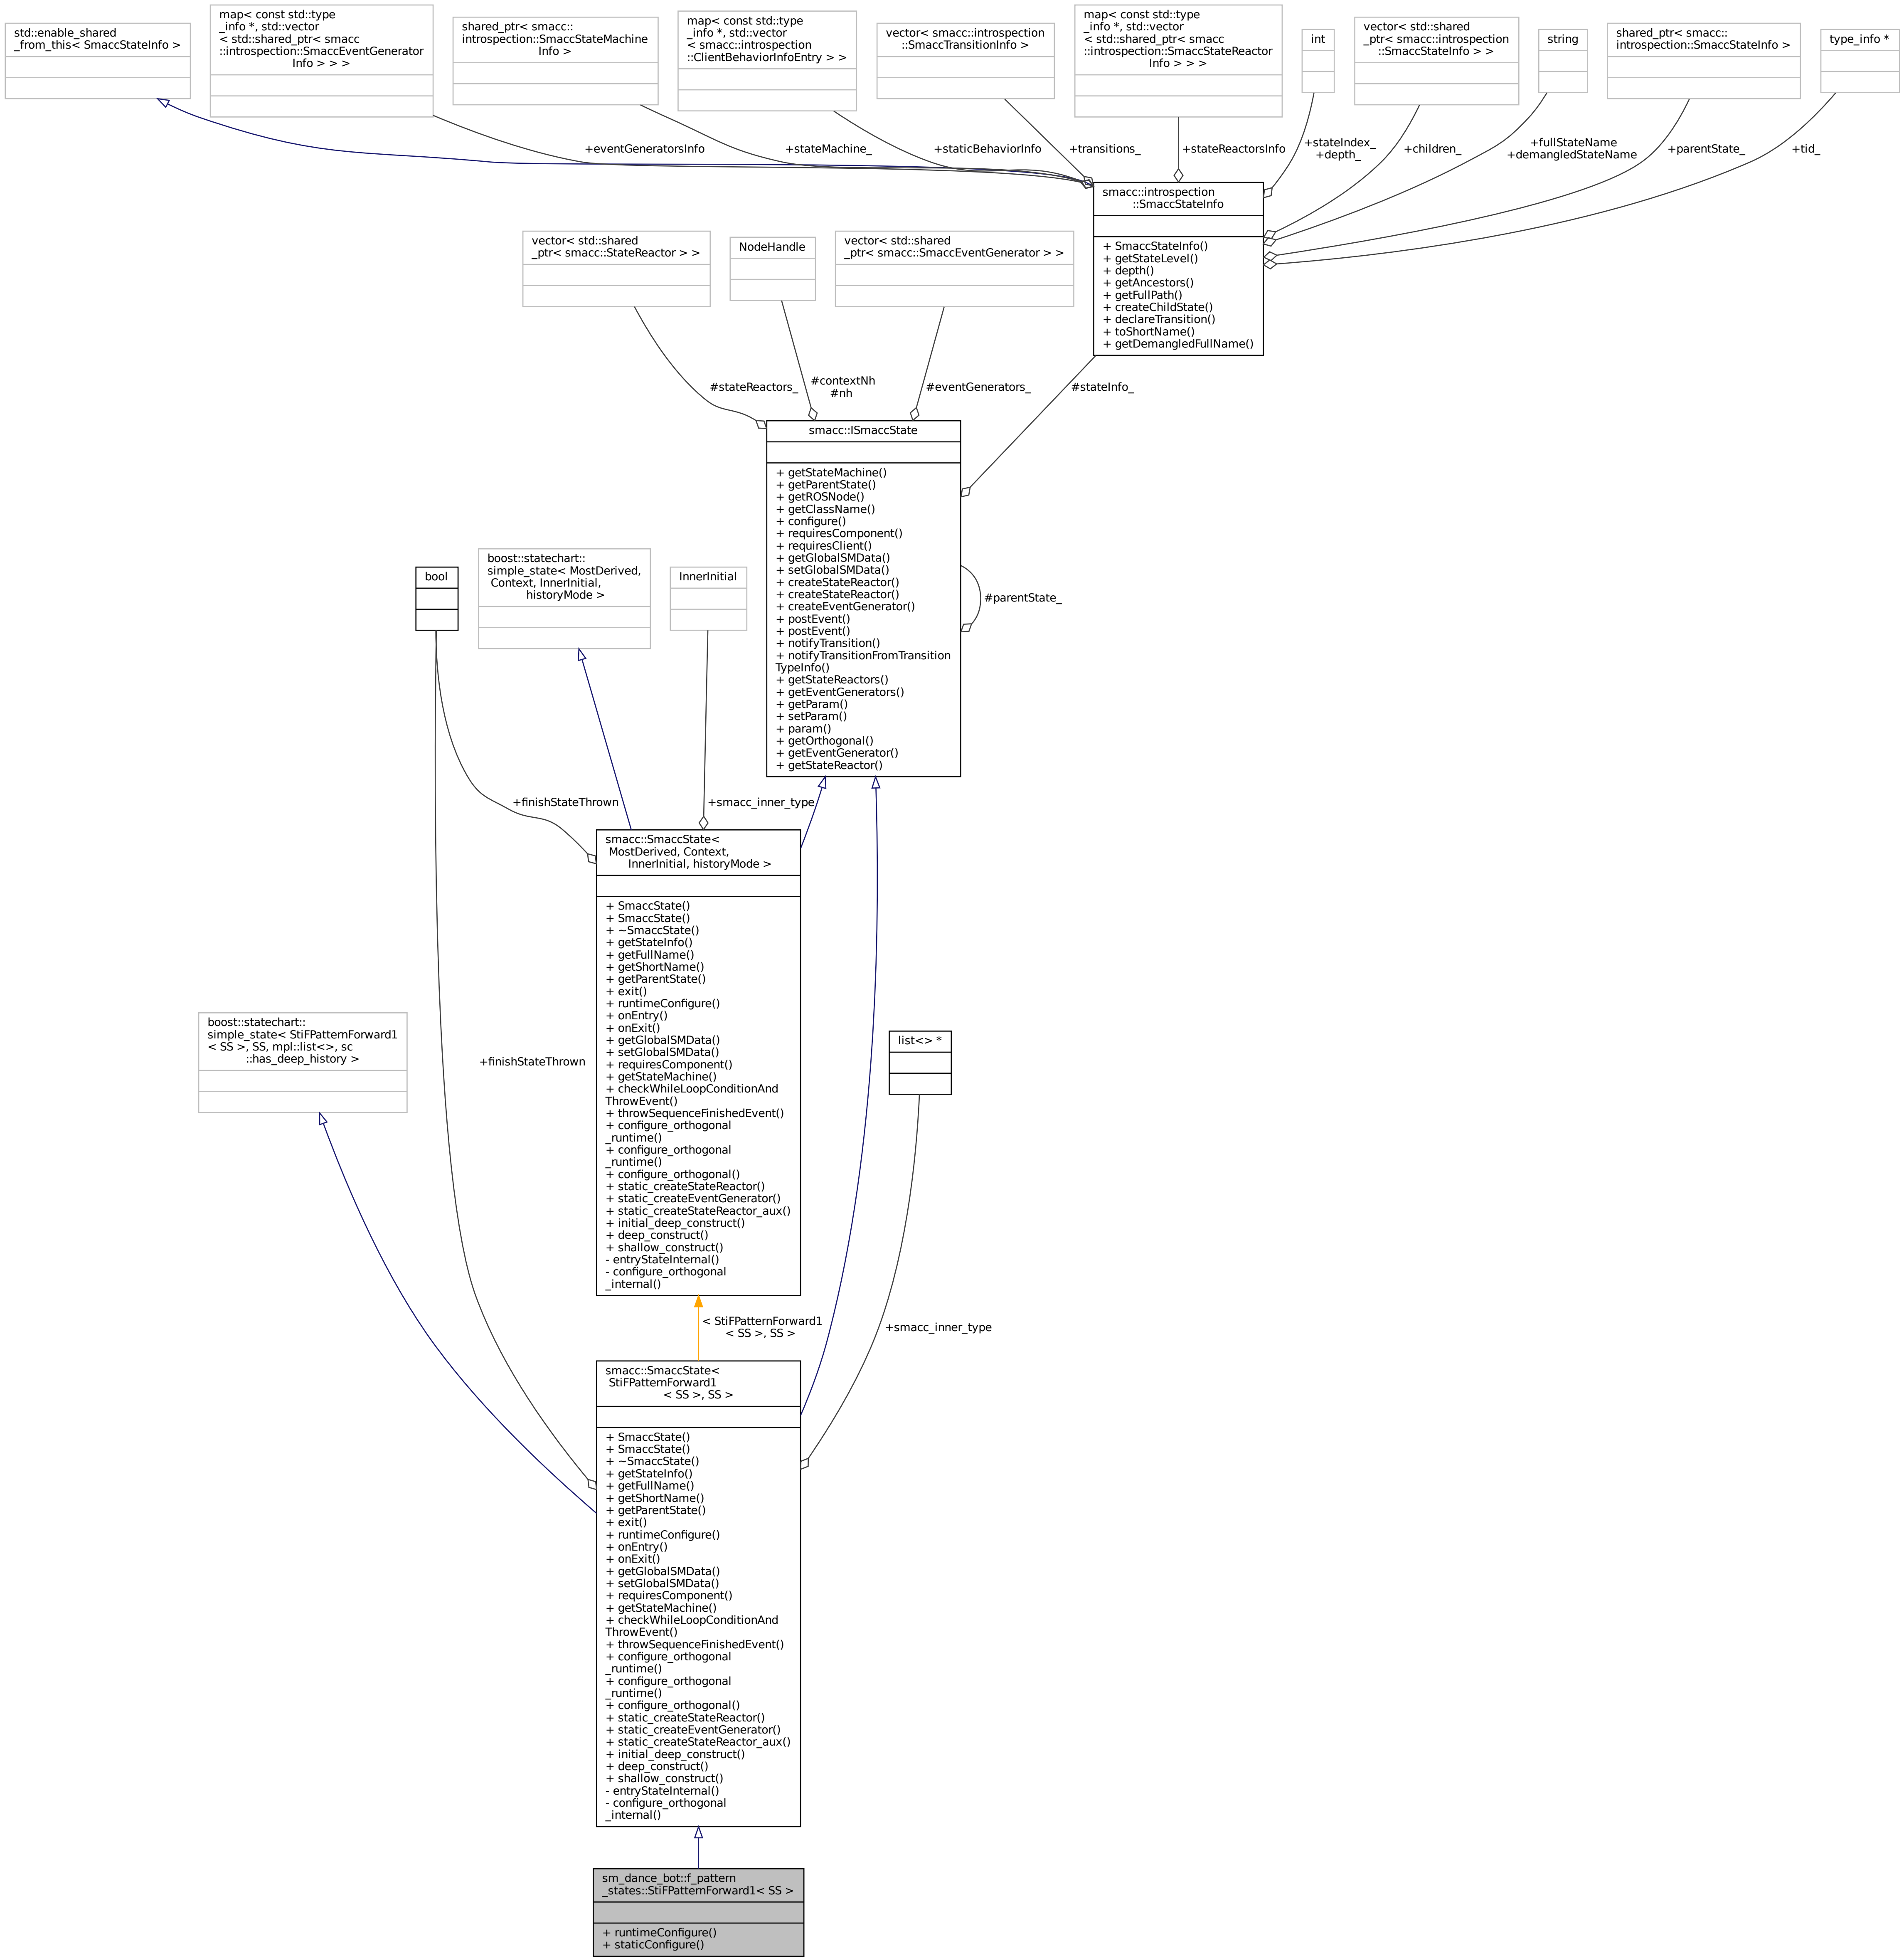 std::enable_shared
_from_this< SmaccStateInfo >
map< const std::type
_info *, std::vector
< std::shared_ptr< smacc
::introspection::SmaccEventGenerator
Info > > >
shared_ptr< smacc::
introspection::SmaccStateMachine
Info >
map< const std::type
_info *, std::vector
< smacc::introspection
::ClientBehaviorInfoEntry > >
vector< smacc::introspection
::SmaccTransitionInfo >
map< const std::type
_info *, std::vector
< std::shared_ptr< smacc
::introspection::SmaccStateReactor
Info > > >
int
vector< std::shared
_ptr< smacc::introspection
::SmaccStateInfo > >
string
shared_ptr< smacc::
introspection::SmaccStateInfo >
type_info *
+eventGeneratorsInfo
+stateMachine_
+staticBehaviorInfo
+transitions_
+stateReactorsInfo
+stateIndex_
+depth_
+children_
+fullStateName
+demangledStateName
+parentState_
+tid_
smacc::introspection
::SmaccStateInfo
+ SmaccStateInfo()
+ getStateLevel()
+ depth()
+ getAncestors()
+ getFullPath()
+ createChildState()
+ declareTransition()
+ toShortName()
+ getDemangledFullName()
vector< std::shared
_ptr< smacc::StateReactor > >
NodeHandle
vector< std::shared
_ptr< smacc::SmaccEventGenerator > >
#stateReactors_
#contextNh
#nh
#eventGenerators_
#stateInfo_
smacc::ISmaccState
+ getStateMachine()
+ getParentState()
+ getROSNode()
+ getClassName()
+ configure()
+ requiresComponent()
+ requiresClient()
+ getGlobalSMData()
+ setGlobalSMData()
+ createStateReactor()
+ createStateReactor()
+ createEventGenerator()
+ postEvent()
+ postEvent()
+ notifyTransition()
+ notifyTransitionFromTransition
TypeInfo()
+ getStateReactors()
+ getEventGenerators()
+ getParam()
+ setParam()
+ param()
+ getOrthogonal()
+ getEventGenerator()
+ getStateReactor()
#parentState_
bool
boost::statechart::
simple_state< MostDerived,
Context, InnerInitial,
historyMode >
InnerInitial
+finishStateThrown
+smacc_inner_type
smacc::SmaccState<
MostDerived, Context,
InnerInitial, historyMode >
+ SmaccState()
+ SmaccState()
+ ~SmaccState()
+ getStateInfo()
+ getFullName()
+ getShortName()
+ getParentState()
+ exit()
+ runtimeConfigure()
+ onEntry()
+ onExit()
+ getGlobalSMData()
+ setGlobalSMData()
+ requiresComponent()
+ getStateMachine()
+ checkWhileLoopConditionAnd
ThrowEvent()
+ throwSequenceFinishedEvent()
+ configure_orthogonal
_runtime()
+ configure_orthogonal
_runtime()
+ configure_orthogonal()
+ static_createStateReactor()
+ static_createEventGenerator()
+ static_createStateReactor_aux()
+ initial_deep_construct()
+ deep_construct()
+ shallow_construct()
- entryStateInternal()
- configure_orthogonal
_internal()
boost::statechart::
simple_state< StiFPatternForward1
< SS >, SS, mpl::list<>, sc
::has_deep_history >
+finishStateThrown
list<> *
< StiFPatternForward1
< SS >, SS >
+smacc_inner_type
smacc::SmaccState<
StiFPatternForward1
< SS >, SS >
+ SmaccState()
+ SmaccState()
+ ~SmaccState()
+ getStateInfo()
+ getFullName()
+ getShortName()
+ getParentState()
+ exit()
+ runtimeConfigure()
+ onEntry()
+ onExit()
+ getGlobalSMData()
+ setGlobalSMData()
+ requiresComponent()
+ getStateMachine()
+ checkWhileLoopConditionAnd
ThrowEvent()
+ throwSequenceFinishedEvent()
+ configure_orthogonal
_runtime()
+ configure_orthogonal
_runtime()
+ configure_orthogonal()
+ static_createStateReactor()
+ static_createEventGenerator()
+ static_createStateReactor_aux()
+ initial_deep_construct()
+ deep_construct()
+ shallow_construct()
- entryStateInternal()
- configure_orthogonal
_internal()
sm_dance_bot::f_pattern
_states::StiFPatternForward1< SS >
+ runtimeConfigure()
+ staticConfigure()